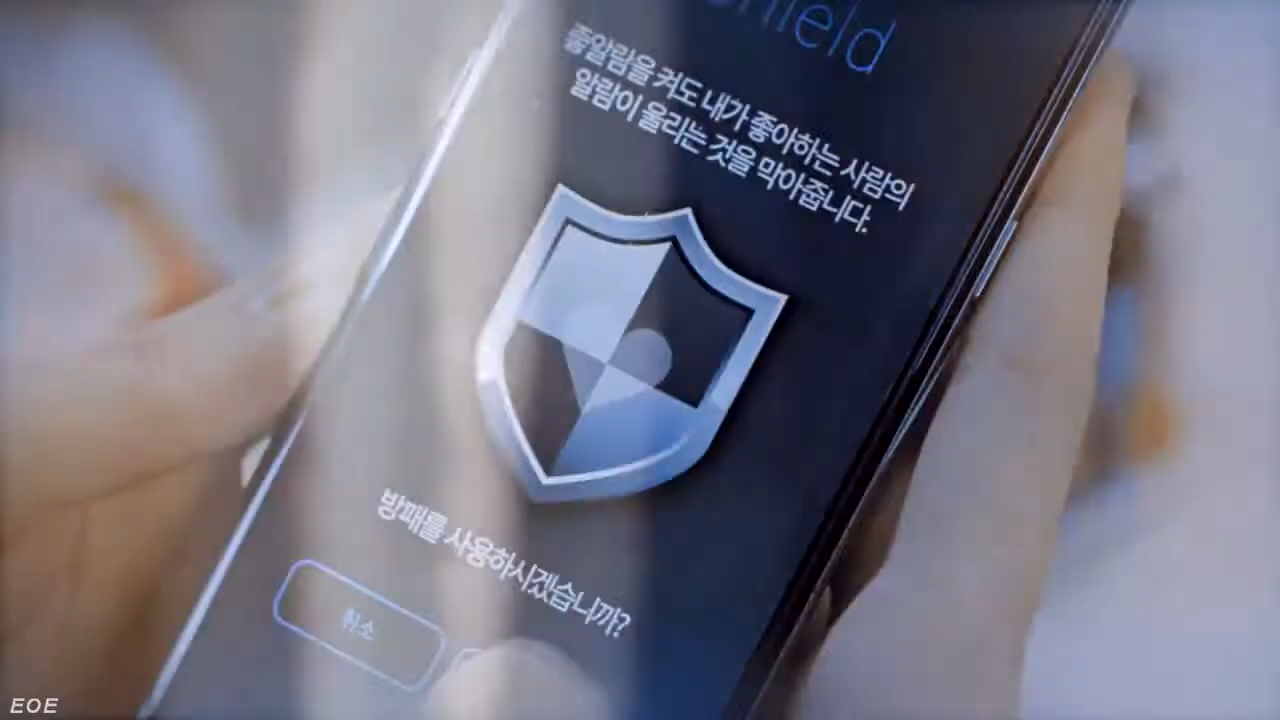 Shield
좋알람을 켜도 내가 좋아하는 사람의
알람이 울리는 것을 막아줍니다.
방패를 사용하시겠습니까?
취소
EOE